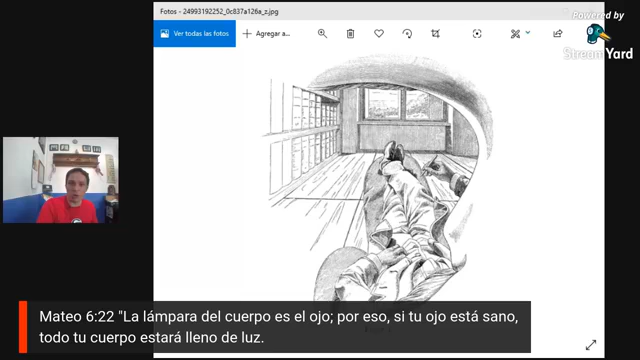 Fotos - 24993192252_0c837a126a_z.jpg
Ver todas las fotos
Agregar a...
Powered by
StreamYard
Mateo 6:22 "La lámpara del cuerpo es el ojo; por eso, si tu ojo está sano,
todo tu cuerpo estará lleno de luz.